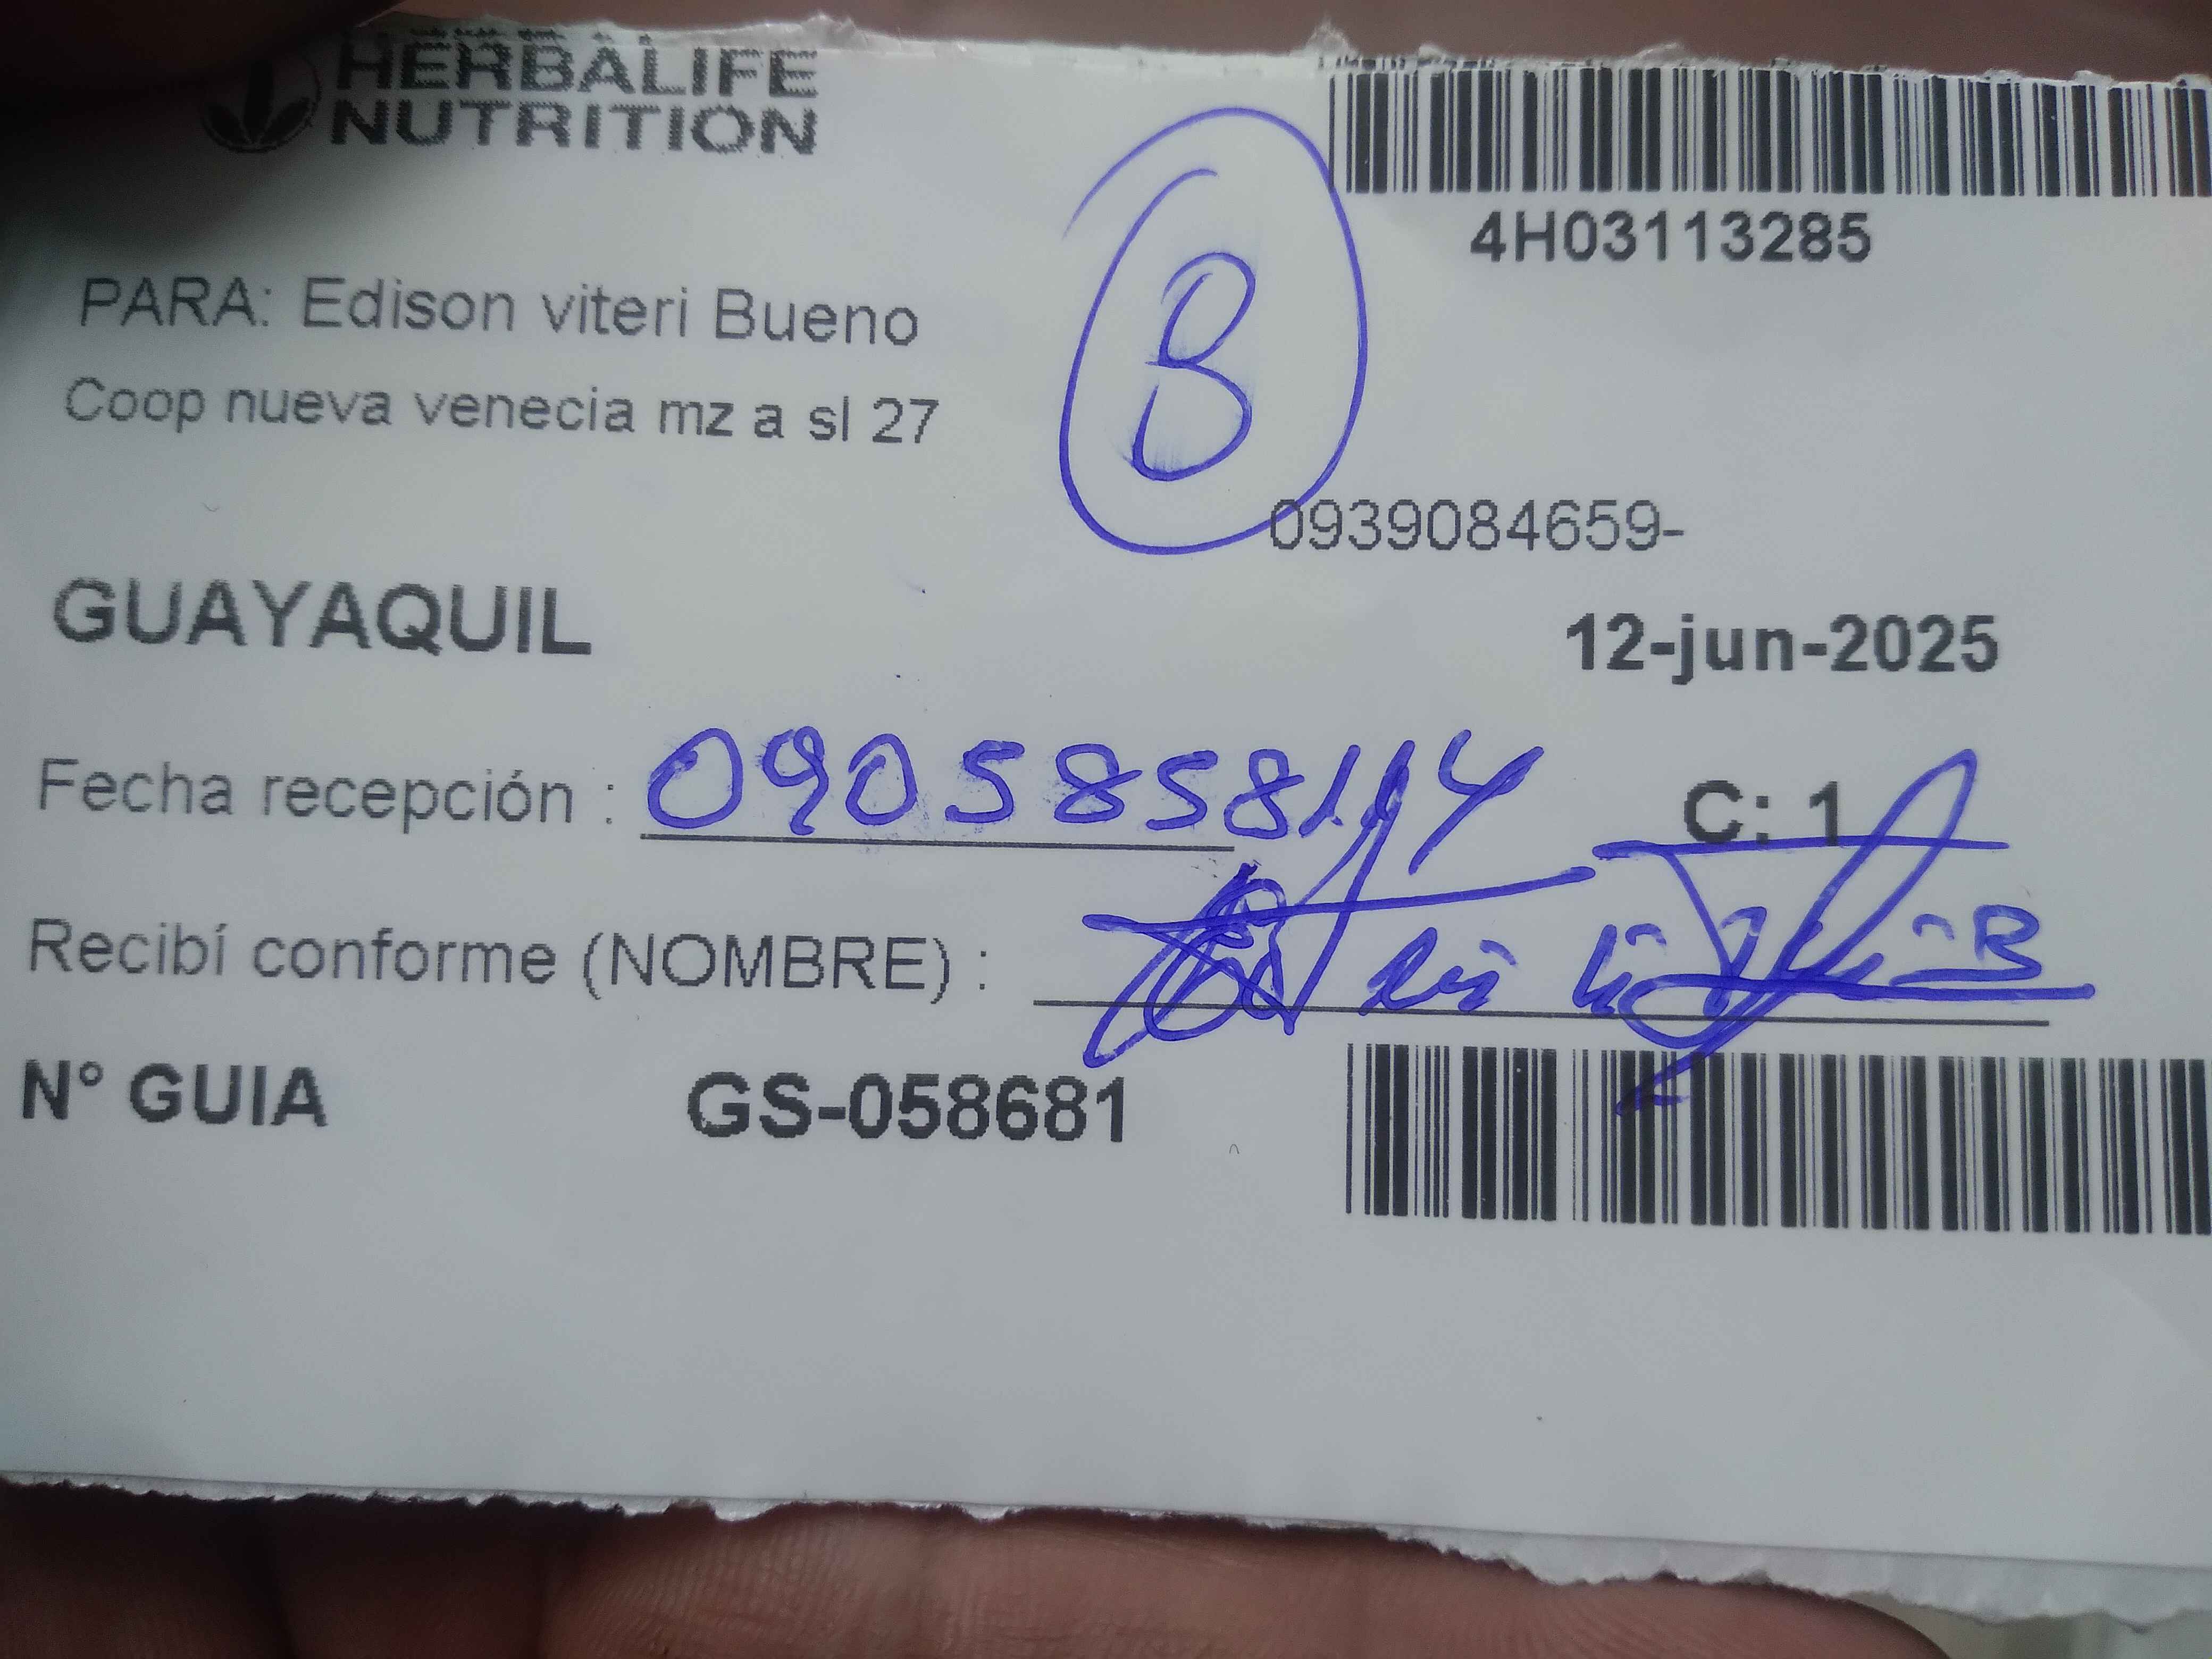 HERBALIFE
NUTRITION
4H03113285
PARA: Edison viteri Bueno
B
Coop nueva venecia mz a sl 27
0939084659-
GUAYAQUIL
12-jun-2025
Fecha recepción : 0905858114
C: 1
Recibí conforme (NOMBRE) :
N° GUIA GS-058681